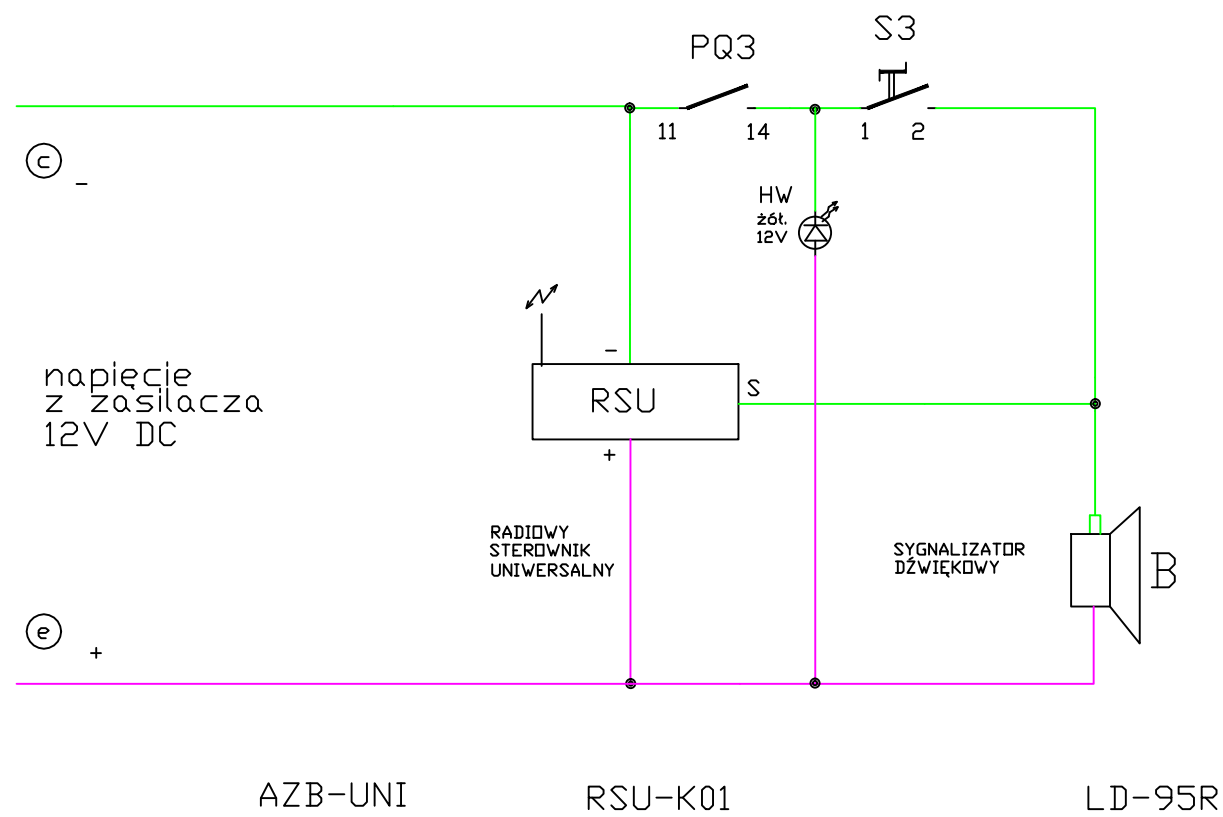 PQ3
S3
11
14
1
2
c
-
HW
żół.
12V
-
napięcie
z zasilacza
12V DC
RSU
S
+
RADIOWY
STEROWNIK
UNIWERSALNY
SYGNALIZATOR
DŹWIĘKOWY
B
e
+
AZB-UNI
RSU-K01
LD-95R